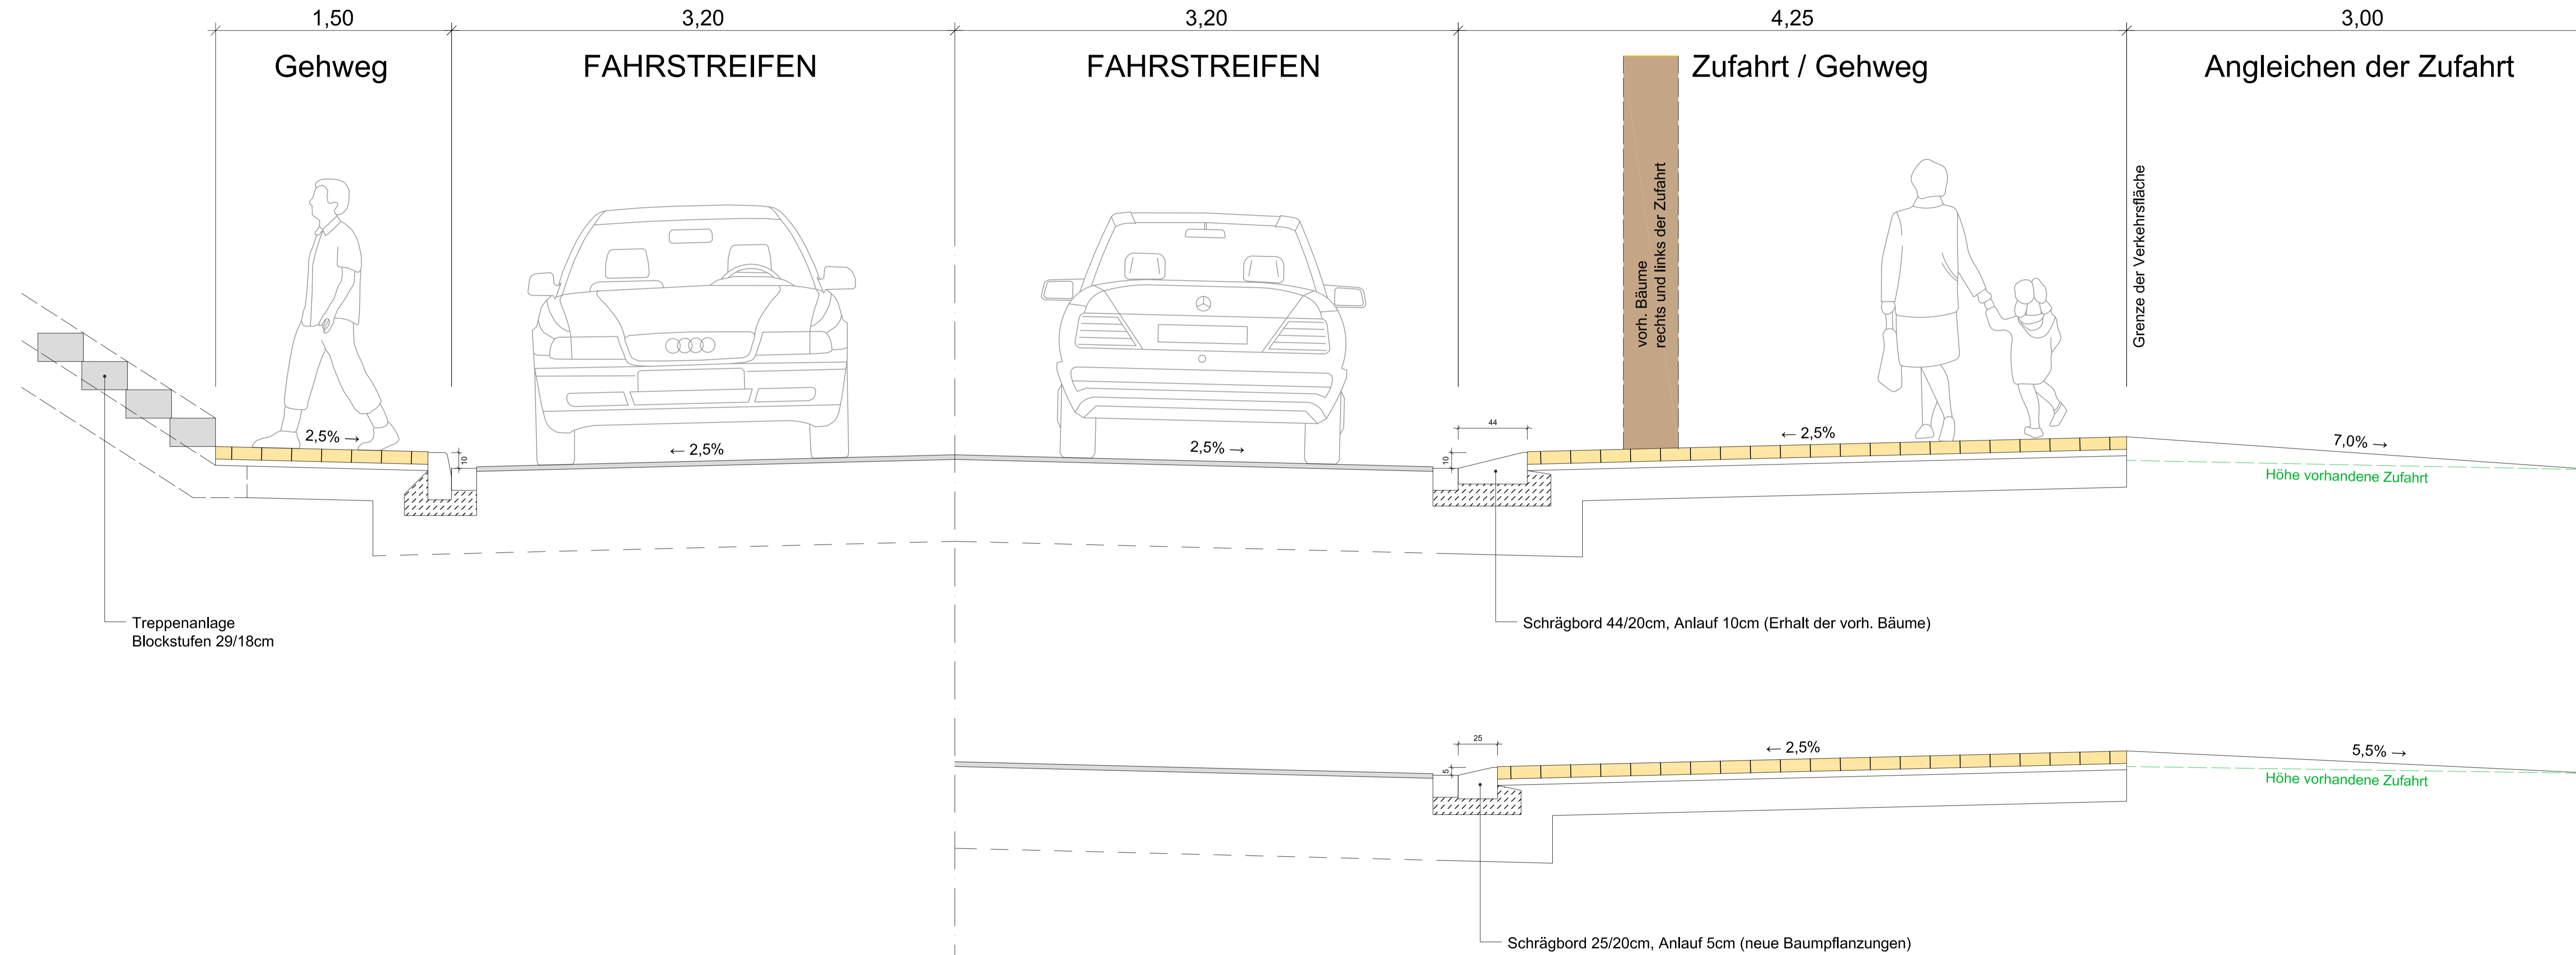 1,50
3,20
3,20
4,25
3,00
Gehweg
FAHRSTREIFEN
FAHRSTREIFEN
Zufahrt / Gehweg
Angleichen der Zufahrt
vorh. Bäume
rechts und links der Zufahrt
Grenze der Verkehrsfläche
2,5% →
10
← 2,5%
2,5% →
44
10
← 2,5%
7,0% →
Höhe vorhandene Zufahrt
Treppenanlage
Blockstufen 29/18cm
Schrägbord 44/20cm, Anlauf 10cm (Erhalt der vorh. Bäume)
25
5
← 2,5%
5,5% →
Höhe vorhandene Zufahrt
Schrägbord 25/20cm, Anlauf 5cm (neue Baumpflanzungen)